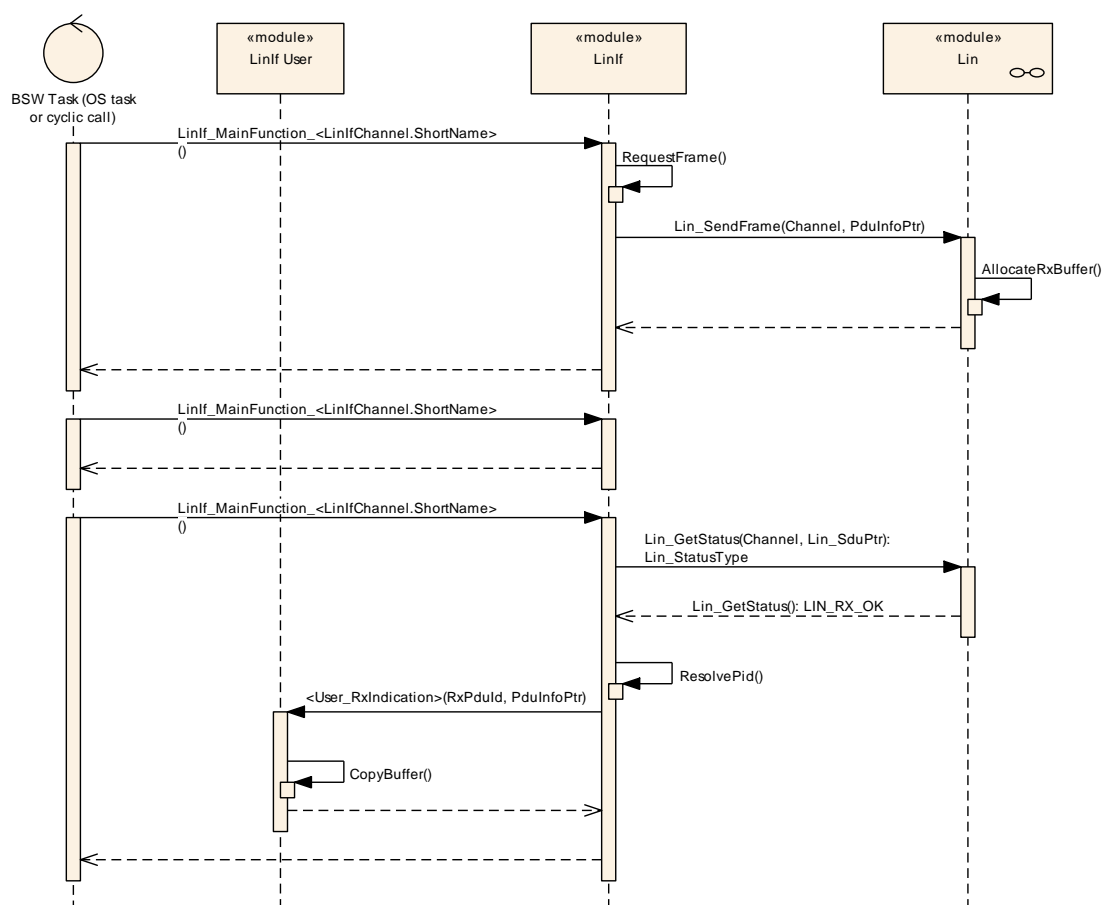 «module»
LinIf User
«module»
LinIf
«module»
Lin
BSW Task (OS task
or cyclic call)
LinIf_MainFunction_<LinIfChannel.ShortName>
()
RequestFrame()
Lin_SendFrame(Channel, PduInfoPtr)
AllocateRxBuffer()
LinIf_MainFunction_<LinIfChannel.ShortName>
()
LinIf_MainFunction_<LinIfChannel.ShortName>
()
Lin_GetStatus(Channel, Lin_SduPtr):
Lin_StatusType
Lin_GetStatus(): LIN_RX_OK
ResolvePid()
<User_RxIndication>(RxPduId, PduInfoPtr)
CopyBuffer()